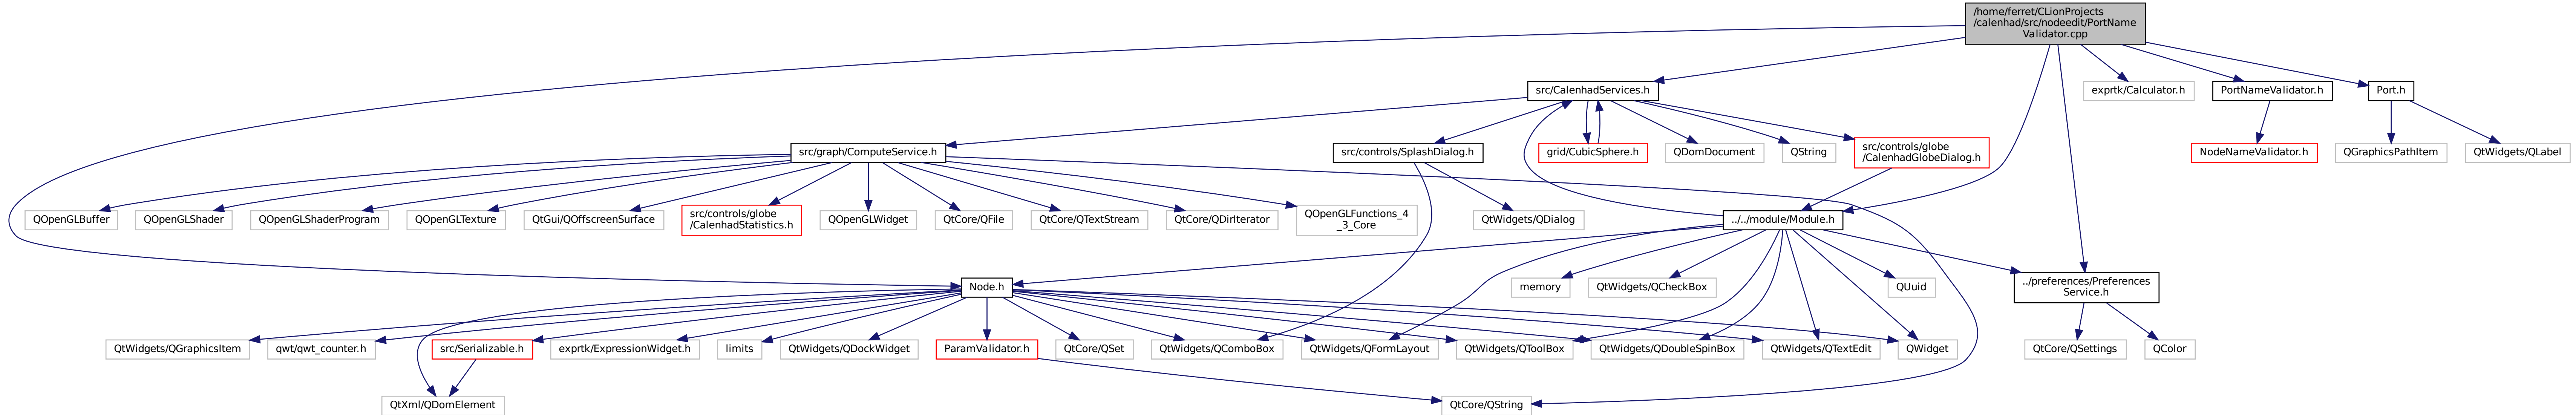 /home/ferret/CLionProjects
/calenhad/src/nodeedit/PortName
Validator.cpp
src/CalenhadServices.h
exprtk/Calculator.h
PortNameValidator.h
Port.h
src/graph/ComputeService.h
src/controls/SplashDialog.h
grid/CubicSphere.h
QDomDocument
QString
src/controls/globe
/CalenhadGlobeDialog.h
NodeNameValidator.h
QGraphicsPathItem
QtWidgets/QLabel
QOpenGLBuffer
QOpenGLShader
QOpenGLShaderProgram
QOpenGLTexture
QtGui/QOffscreenSurface
src/controls/globe
/CalenhadStatistics.h
QOpenGLWidget
QtCore/QFile
QtCore/QTextStream
QtCore/QDirIterator
QOpenGLFunctions_4
_3_Core
QtWidgets/QDialog
../../module/Module.h
Node.h
memory
QtWidgets/QCheckBox
QUuid
../preferences/Preferences
Service.h
QtWidgets/QGraphicsItem
qwt/qwt_counter.h
src/Serializable.h
exprtk/ExpressionWidget.h
limits
QtWidgets/QDockWidget
ParamValidator.h
QtCore/QSet
QtWidgets/QComboBox
QtWidgets/QFormLayout
QtWidgets/QToolBox
QtWidgets/QDoubleSpinBox
QtWidgets/QTextEdit
QWidget
QtCore/QSettings
QColor
QtXml/QDomElement
QtCore/QString